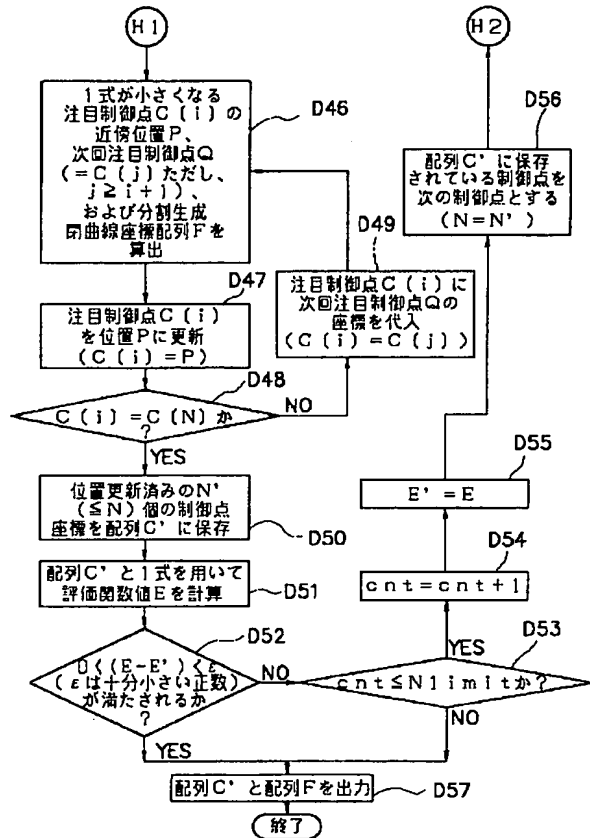 H1
H2
1式が小さくなる
注目制御点C(i)の
近傍位置P、
次回注目制御点Q
(=C(j)ただし、
j≧i+j)、
および分割生成
閉曲線座標配列Fを
算出
D46
D56
配列C'に保存
されている制御点を
次の制御点とする
(N=N')
D49
注目制御点C(i)に
次回注目制御点Qの
座標を代入
(C(i)=C(j))
D47
注目制御点C(i)
を位置Pに更新
(C(i)=P)
D48
C(i)=C(N)か
?
NO
YES
D55
E'=E
位置更新済みのN'
(≦N)個の制御点
座標を配列C'に保存
D50
D54
cnt=cnt+1
配列C'と1式を用いて
評価関数値Eを計算
D51
D52
0<(E-E')<ε
(εは十分小さい正数)
が満たされるか
?
NO
YES
D53
YES
cnt≦Nlimitか?
NO
配列C'と配列Fを出力
D57
終了